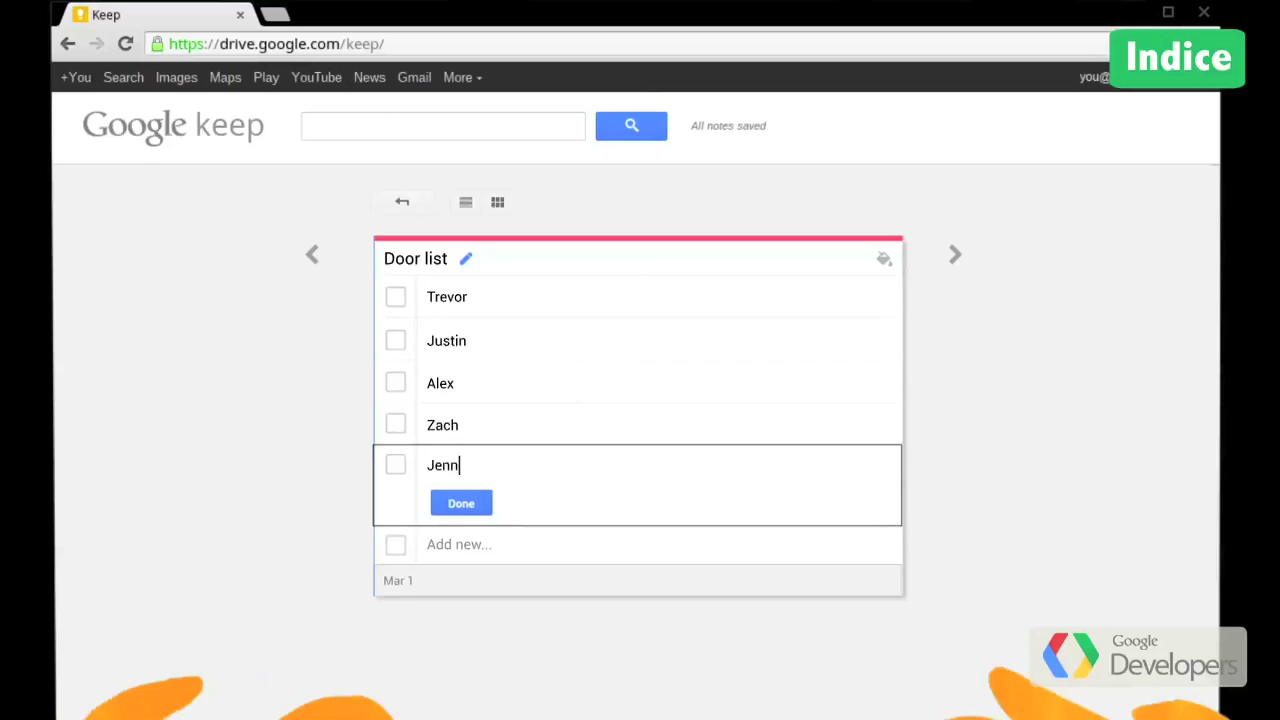 Keep
https://drive.google.com/keep/
Indice
+You Search Images Maps Play YouTube News Gmail More
you@
Google keep
All notes saved
Door list
Trevor
Justin
Alex
Zach
Jenn
Done
Add new...
Mar 1
Google
Developers